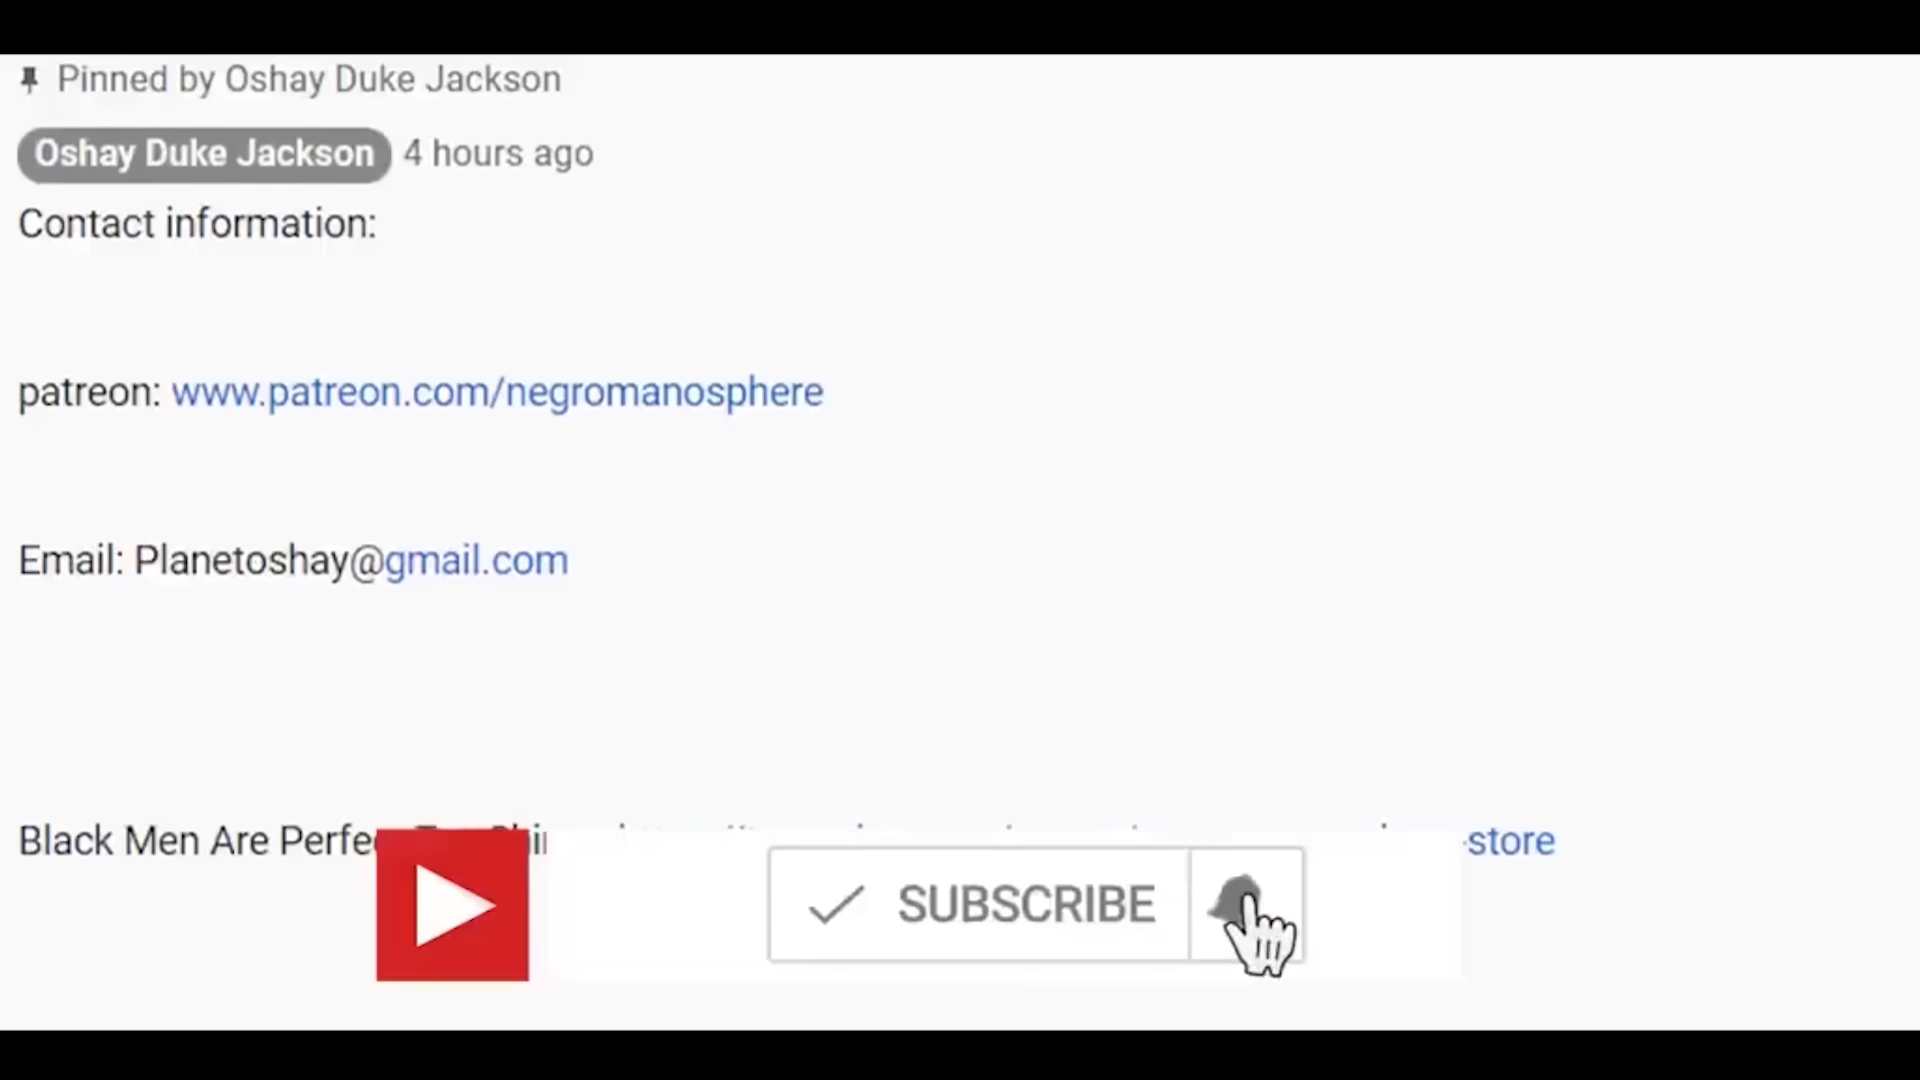 Pinned by Oshay Duke Jackson
Oshay Duke Jackson 4 hours ago
Contact information:
patreon: www.patreon.com/negromanosphere
Email: Planetoshay@gmail.com
Black Men Are -store
SUBSCRIBE